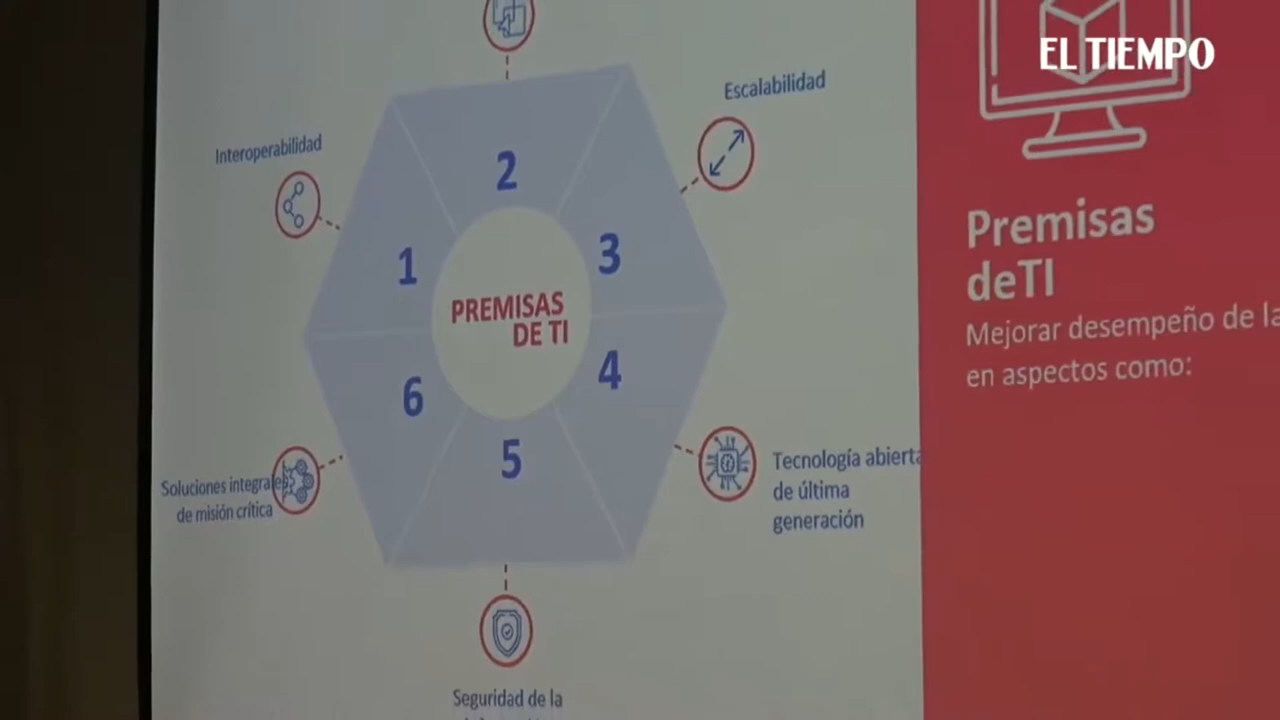 EL TIEMPO
Escalabilidad
Interoperabilidad
2
1
3
PREMISAS
DE TI
6
4
5
Soluciones integrales
de misión crítica
Tecnología abierta
de última
generación
Seguridad de la
Premisas
deTI
Mejorar desempeño de la
en aspectos como: